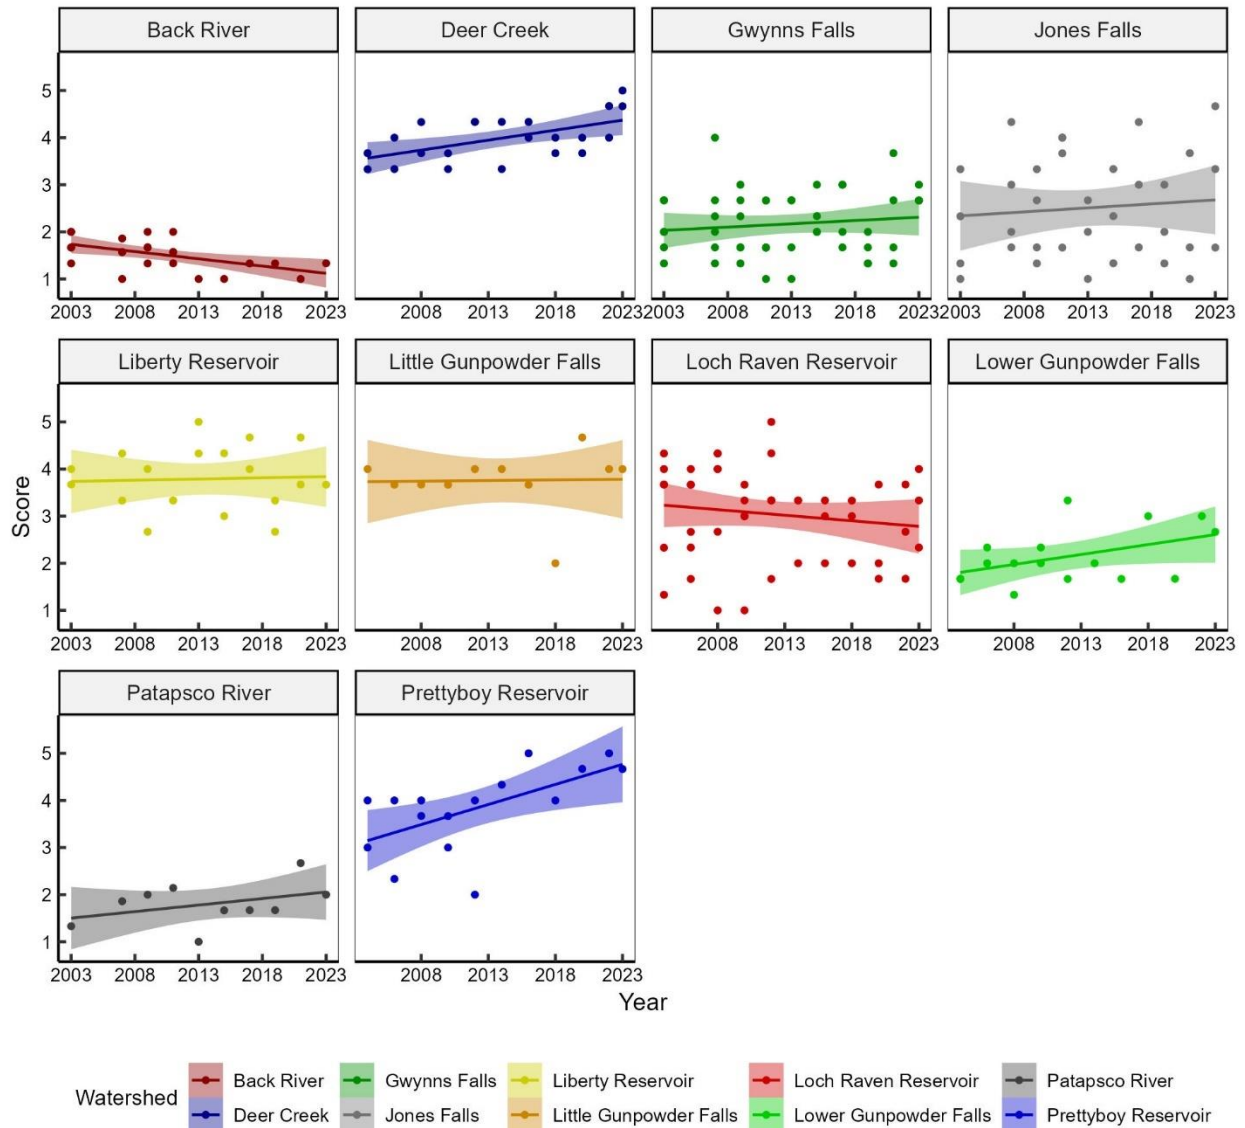 Back River
Deer Creek
Gwynns Falls
Jones Falls
5
4
3
2
1
2003 2008 2013 2018 2023
2008 2013 2018 2023
2003 2008 2013 2018 2023
2003 2008 2013 2018 2023
Liberty Reservoir
Little Gunpowder Falls
Loch Raven Reservoir
Lower Gunpowder Falls
Score
5
4
3
2
1
2003 2008 2013 2018 2023
2008 2013 2018 2023
2008 2013 2018 2023
2008 2013 2018 2023
Patapsco River
Prettyboy Reservoir
5
4
3
2
1
2003 2008 2013 2018 2023
2008 2013 2018 2023
Year
Watershed
Back River
Gwynns Falls
Liberty Reservoir
Loch Raven Reservoir
Patapsco River
Deer Creek
Jones Falls
Little Gunpowder Falls
Lower Gunpowder Falls
Prettyboy Reservoir